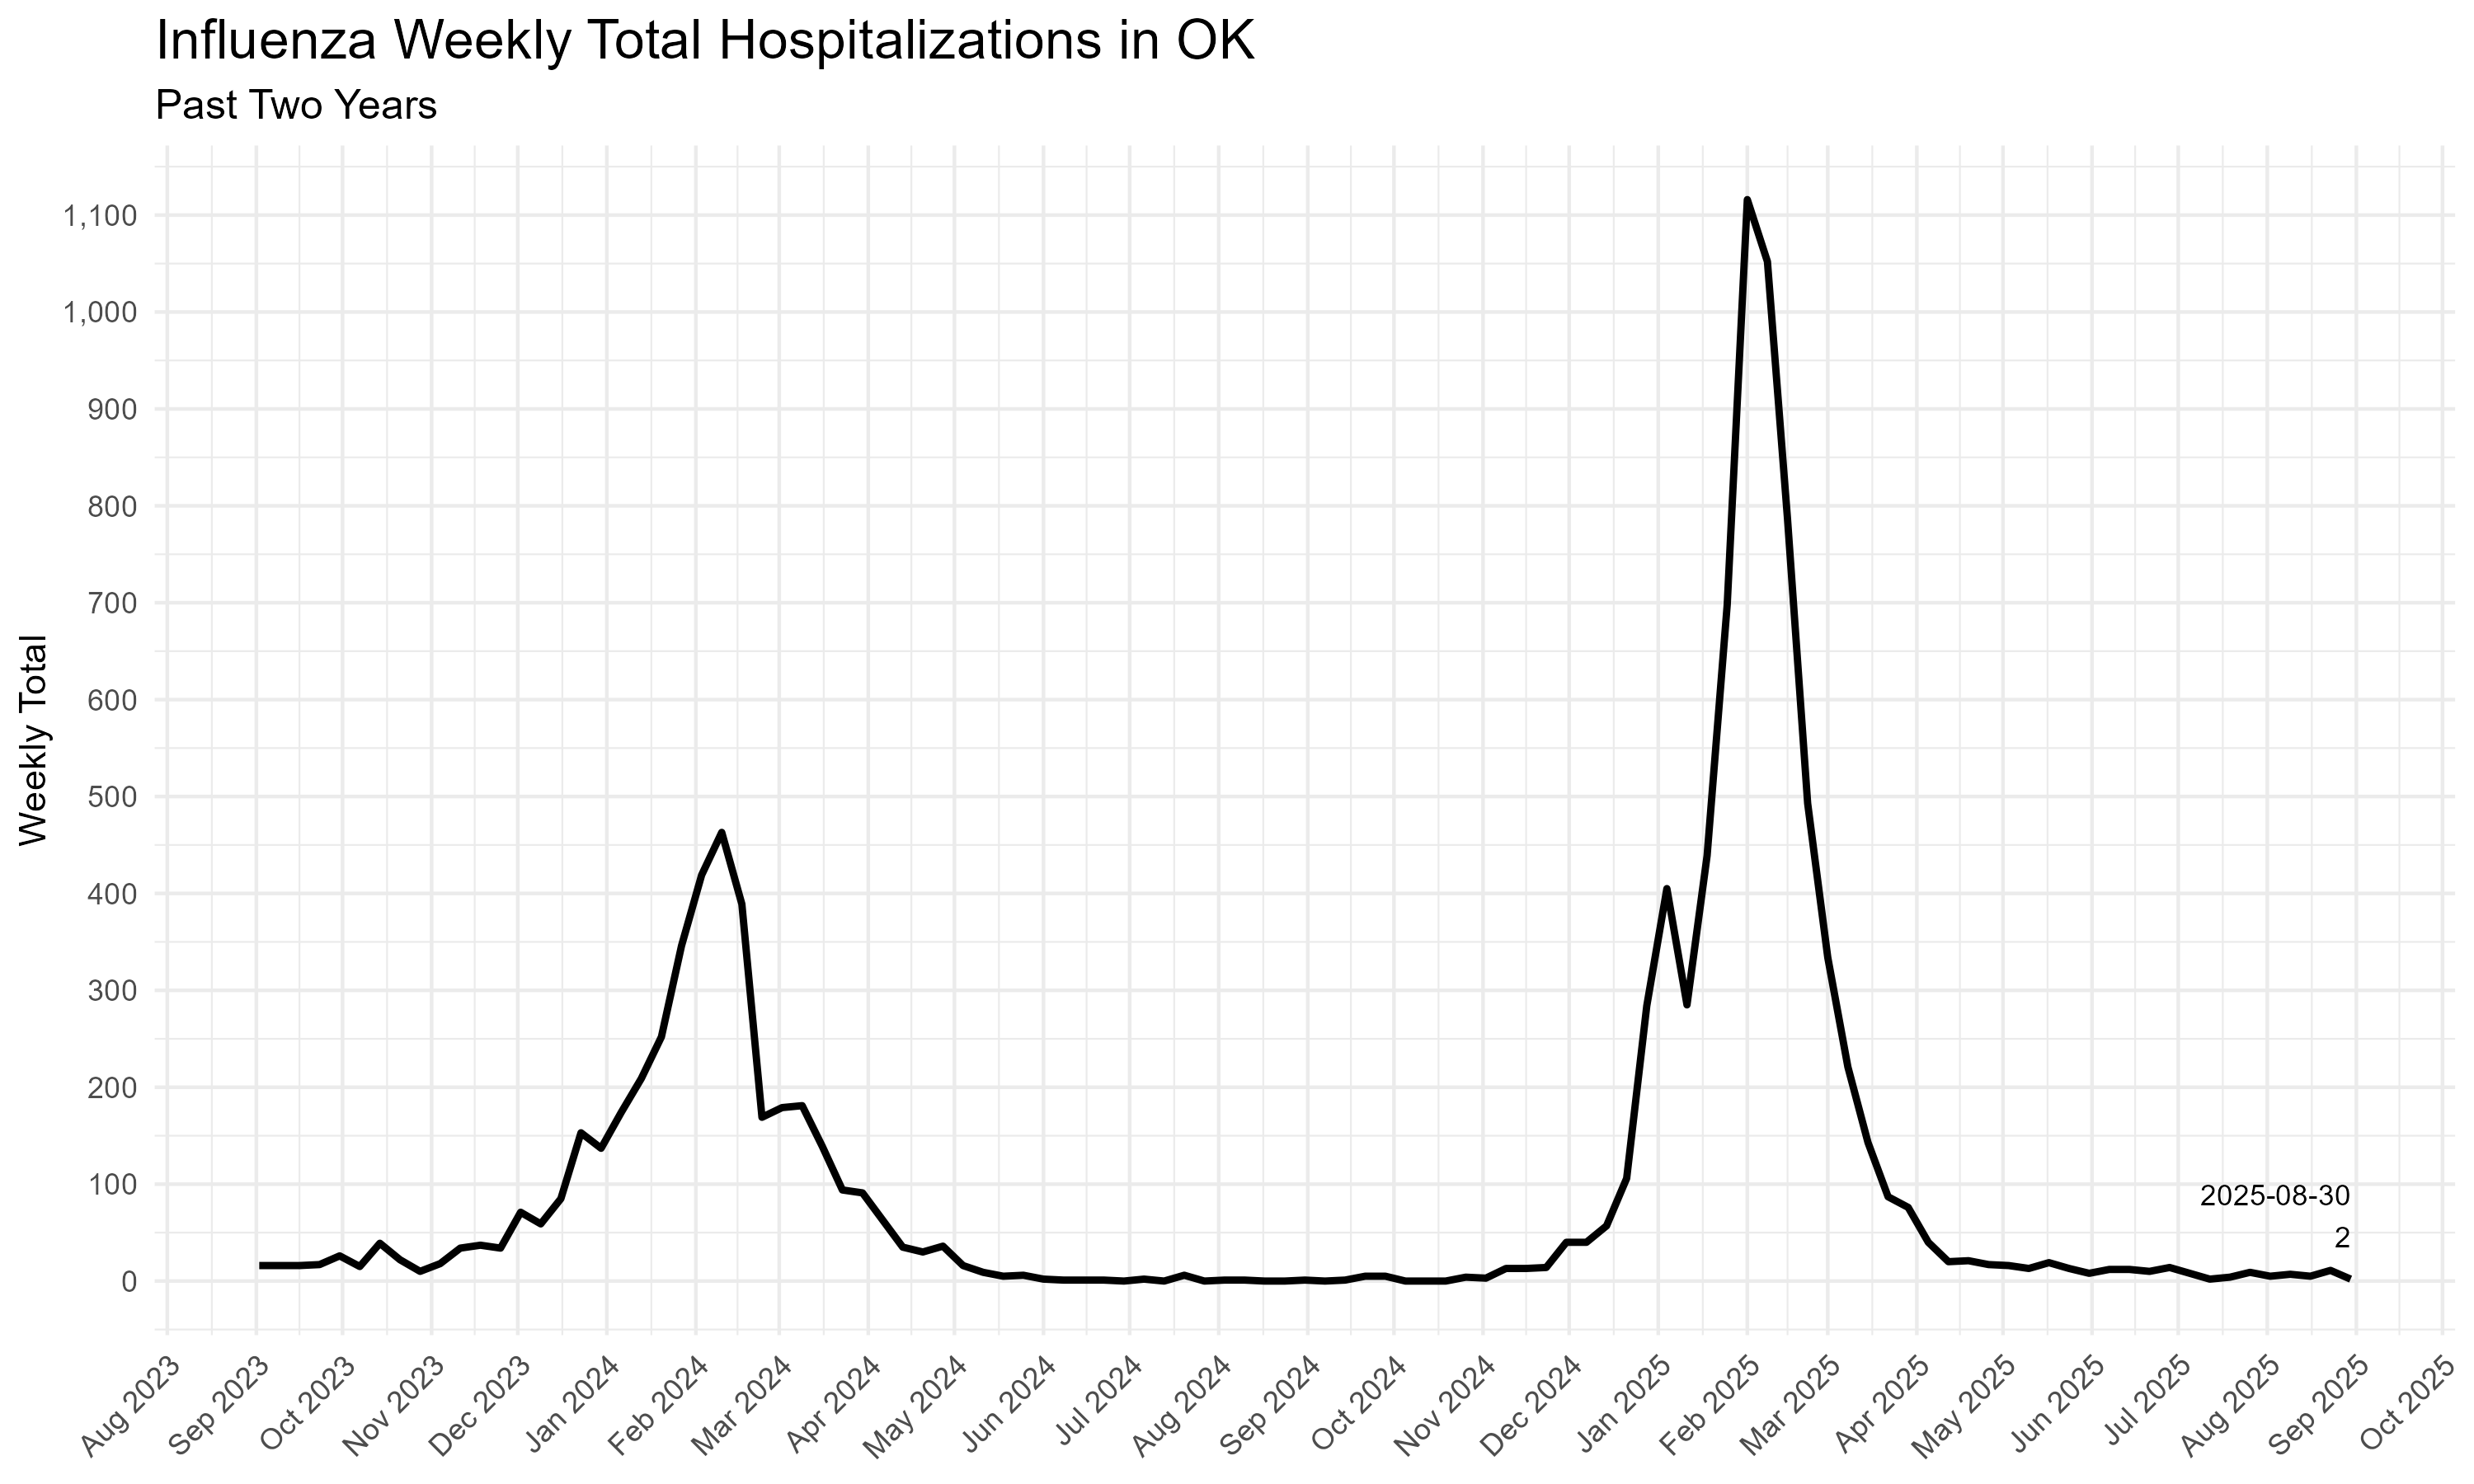 Influenza Weekly Total Hospitalizations in OK
Past Two Years
Weekly Total
1,100
1,000
900
800
700
600
500
400
300
200
100
0
2025-08-30
2
Aug 2023
Sep 2023
Oct 2023
Nov 2023
Dec 2023
Jan 2024
Feb 2024
Mar 2024
Apr 2024
May 2024
Jun 2024
Jul 2024
Aug 2024
Sep 2024
Oct 2024
Nov 2024
Dec 2024
Jan 2025
Feb 2025
Mar 2025
Apr 2025
May 2025
Jun 2025
Jul 2025
Aug 2025
Sep 2025
Oct 2025